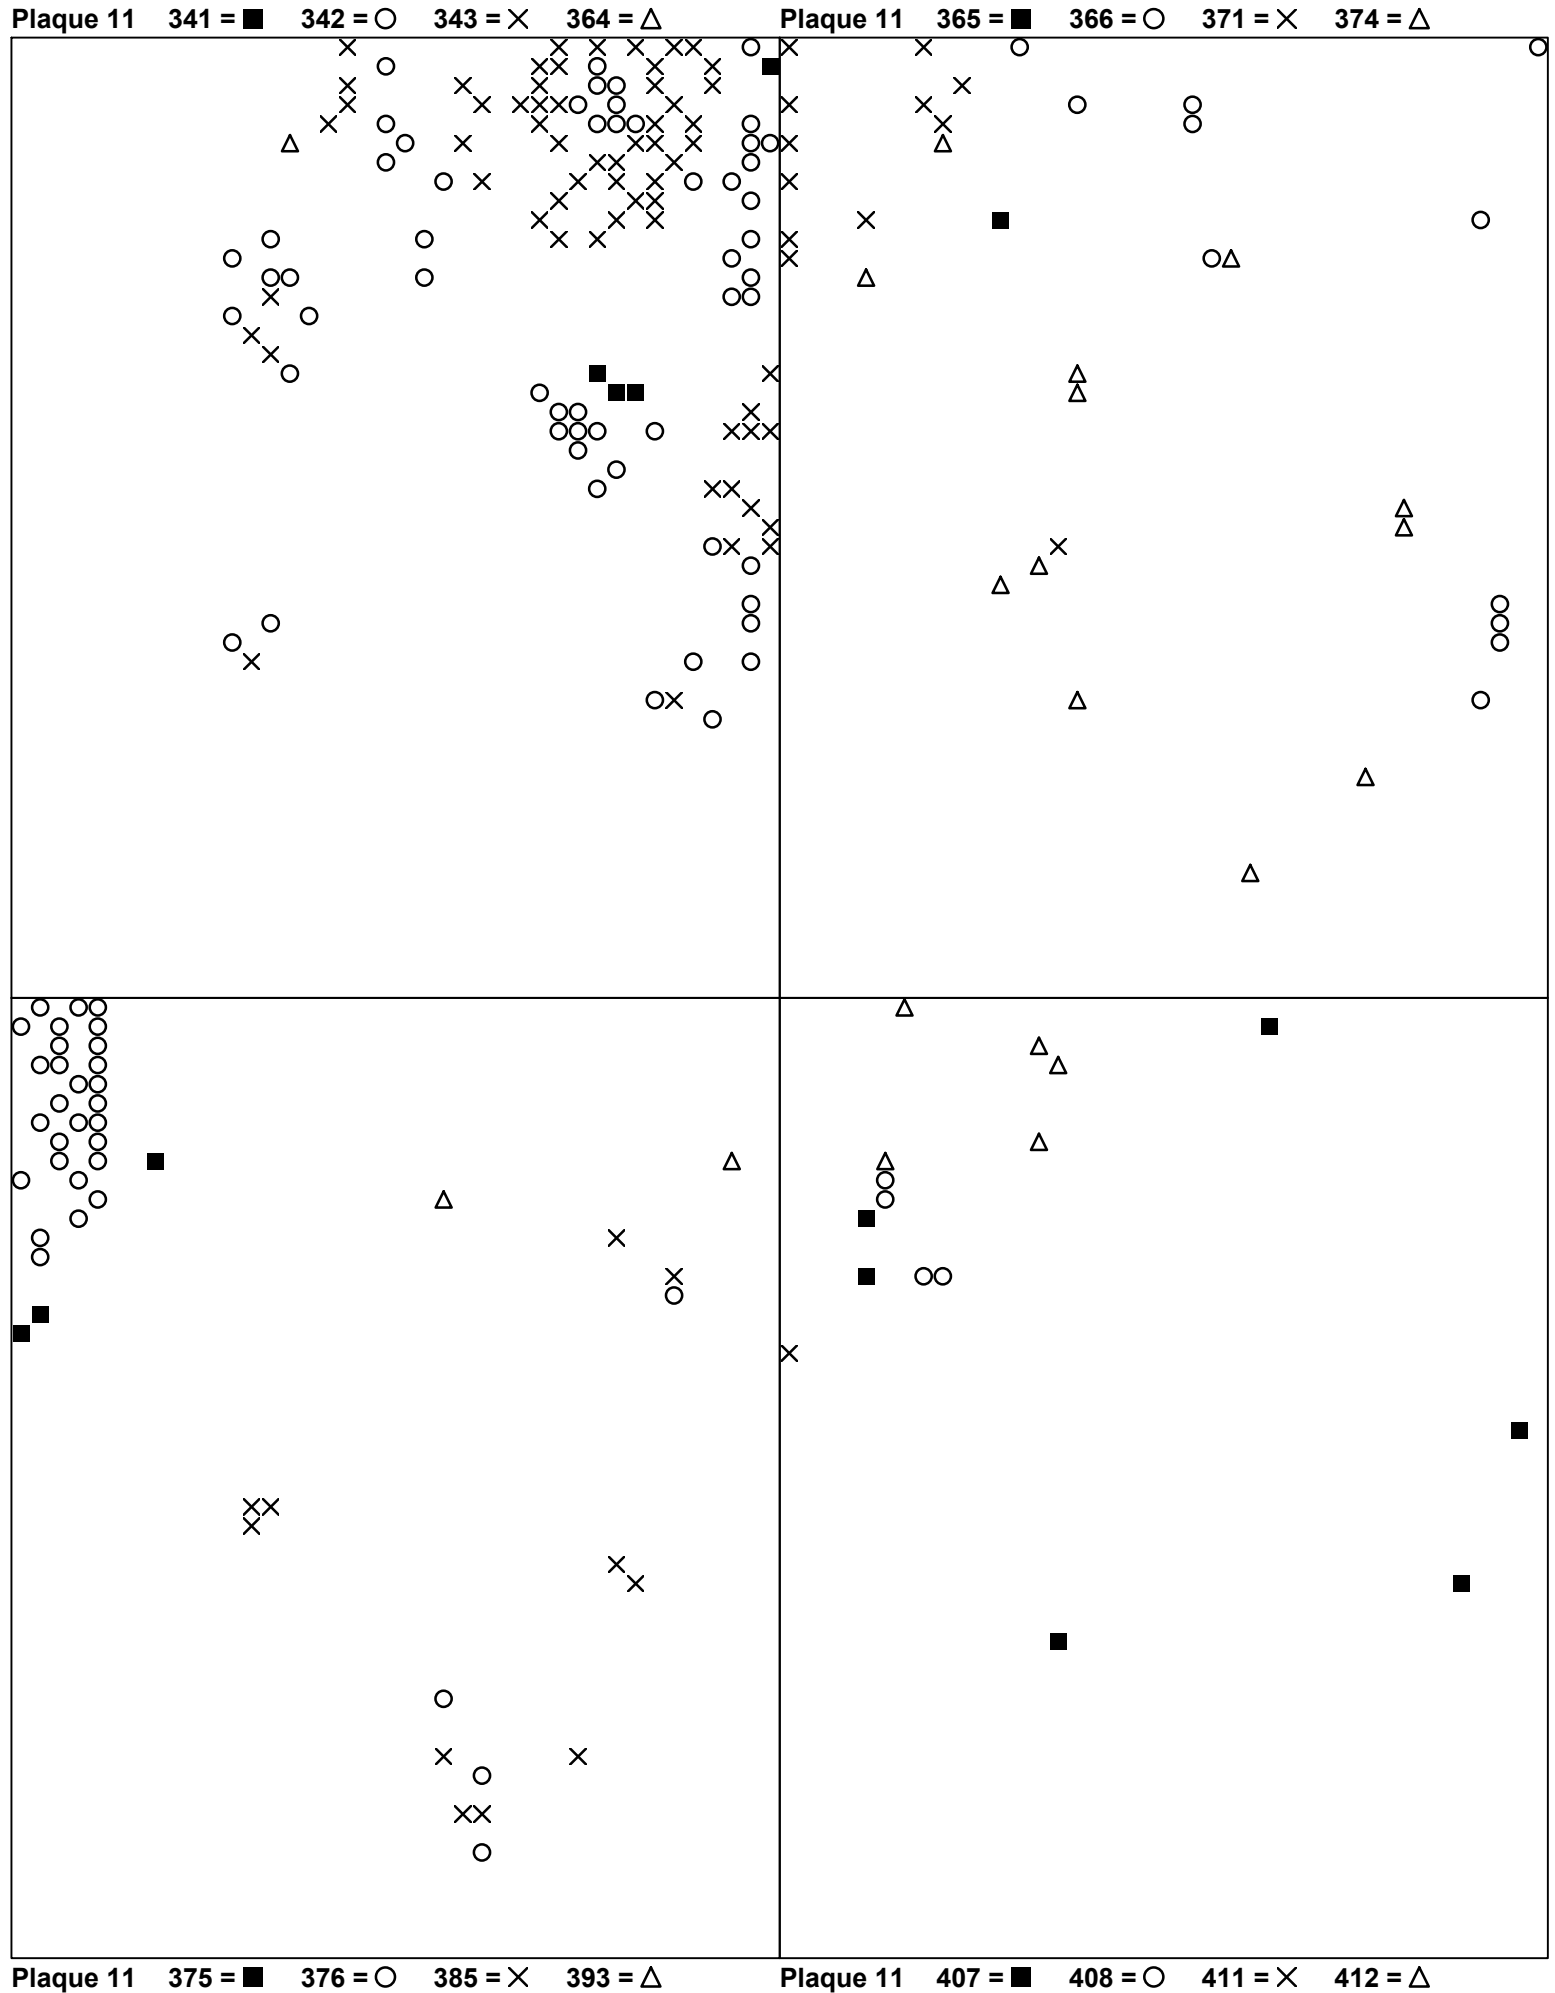 Plaque 11 341 = ■ 342 = ○ 343 = × 364 = △
Plaque 11 365 = ■ 366 = ○ 371 = × 374 = △
Plaque 11 375 = ■ 376 = ○ 385 = × 393 = △
Plaque 11 407 = ■ 408 = ○ 411 = × 412 = △